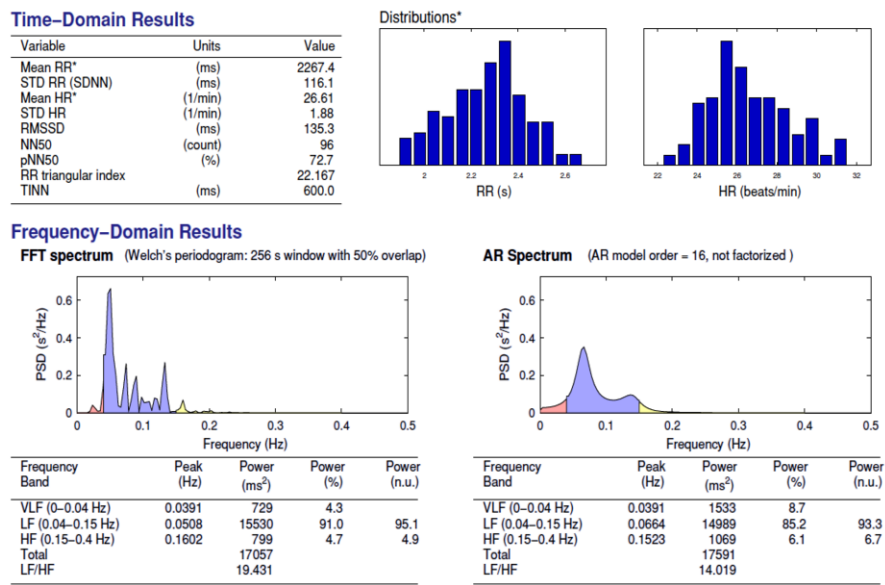 Time–Domain Results
Variable Units Value
Mean RR* (ms) 2267.4
STD RR (SDNN) (ms) 116.1
Mean HR* (1/min) 26.61
STD HR (1/min) 1.88
RMSSD (ms) 135.3
NN50 (count) 96
pNN50 (%) 72.7
RR triangular index 22.167
TINN (ms) 600.0
Distributions*
2 2.2 2.4 2.6
RR (s)
22 24 26 28 30 32
HR (beats/min)
Frequency–Domain Results
FFT spectrum (Welch's periodogram: 256 s window with 50% overlap)
PSD (s²/Hz)
0.6
0.4
0.2
0
0 0.1 0.2 0.3 0.4 0.5
Frequency (Hz)
Frequency Peak Power Power Power
Band (Hz) (ms²) (%) (n.u.)
VLF (0–0.04 Hz) 0.0391 729 4.3
LF (0.04–0.15 Hz) 0.0508 15530 91.0 95.1
HF (0.15–0.4 Hz) 0.1602 799 4.7 4.9
Total 17057
LF/HF 19.431
AR Spectrum (AR model order = 16, not factorized )
PSD (s²/Hz)
0.6
0.4
0.2
0
0 0.1 0.2 0.3 0.4 0.5
Frequency (Hz)
Frequency Peak Power Power Power
Band (Hz) (ms²) (%) (n.u.)
VLF (0–0.04 Hz) 0.0391 1533 8.7
LF (0.04–0.15 Hz) 0.0664 14989 85.2 93.3
HF (0.15–0.4 Hz) 0.1523 1069 6.1 6.7
Total 17591
LF/HF 14.019